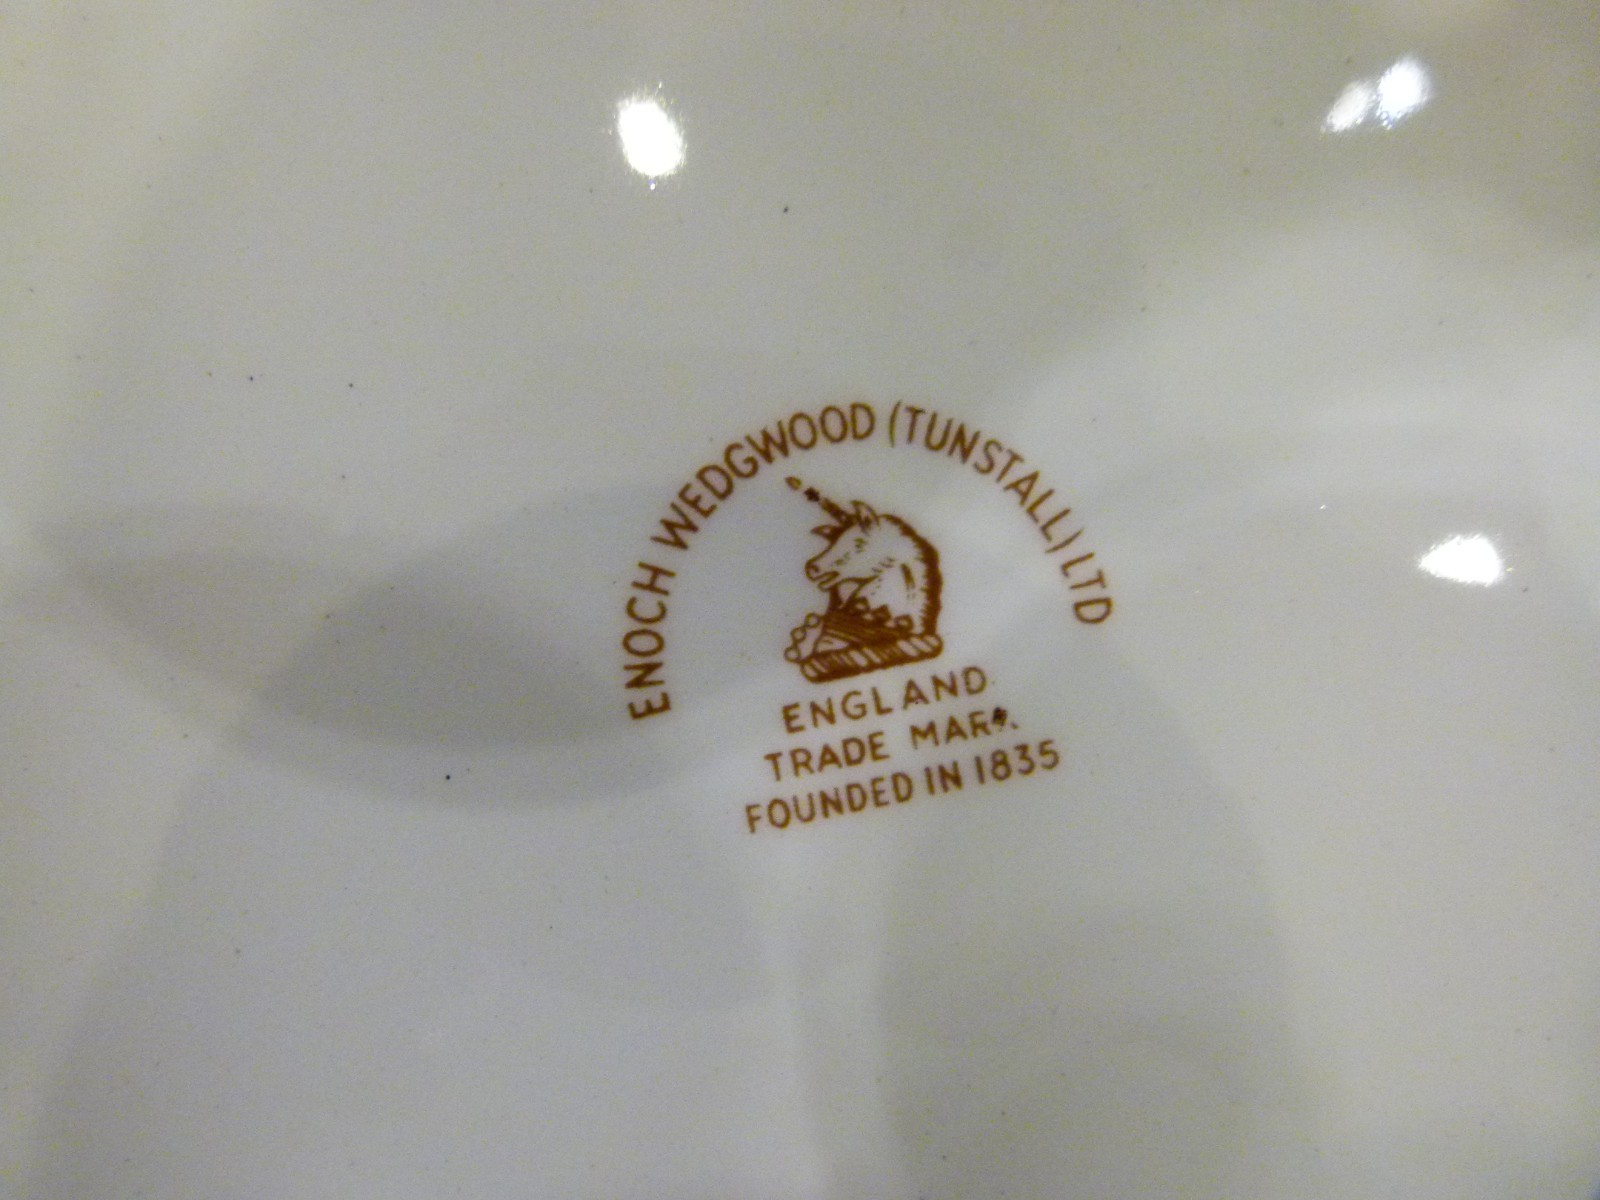 ENOCH WEDGWOOD (TUNSTALL) LTD
ENGLAND
TRADE MARK
FOUNDED IN 1835